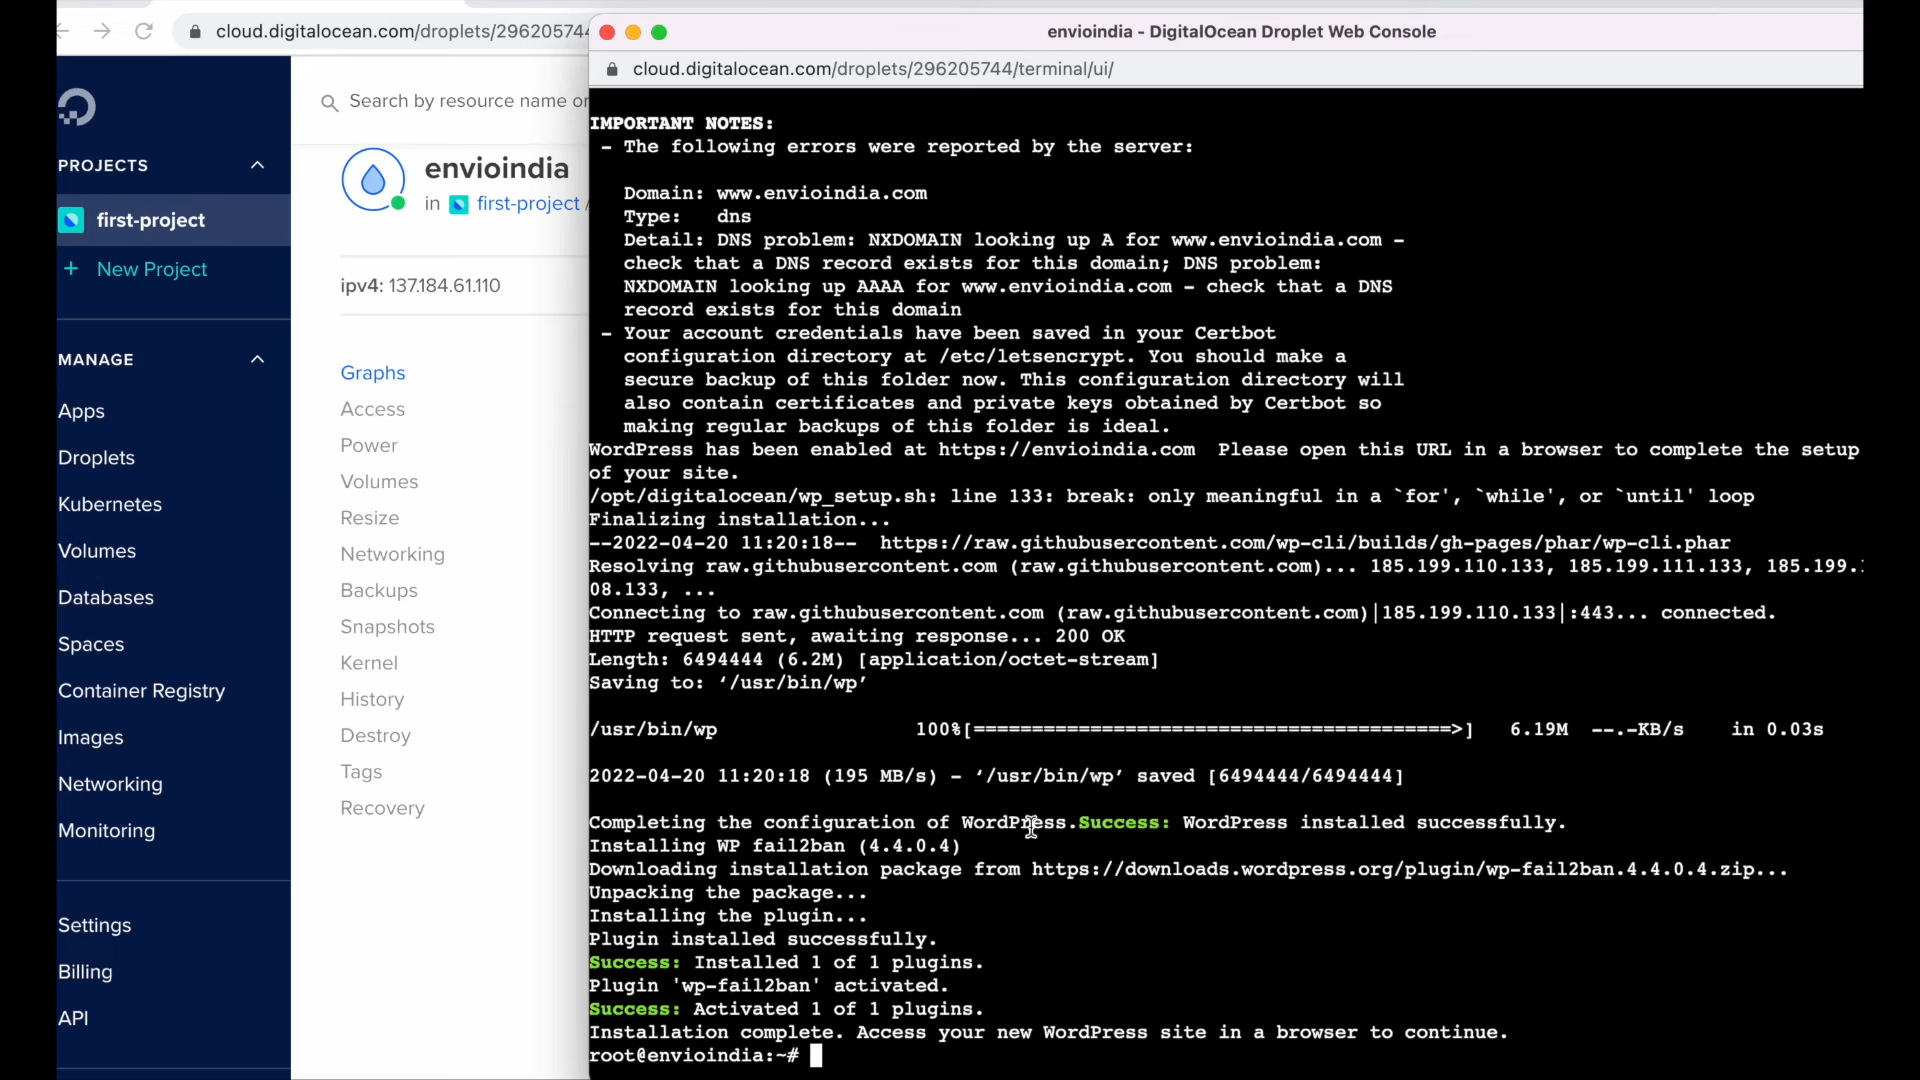 cloud.digitalocean.com/droplets/296205744
envioindia - DigitalOcean Droplet Web Console
cloud.digitalocean.com/droplets/296205744/terminal/ui/
PROJECTS
first-project
+ New Project
MANAGE
Apps
Droplets
Kubernetes
Volumes
Databases
Spaces
Container Registry
Images
Networking
Monitoring
Settings
Billing
API
Search by resource name or
envioindia
in first-project /
ipv4: 137.184.61.110
Graphs
Access
Power
Volumes
Resize
Networking
Backups
Snapshots
Kernel
History
Destroy
Tags
Recovery
IMPORTANT NOTES:
- The following errors were reported by the server:
Domain: www.envioindia.com
Type: dns
Detail: DNS problem: NXDOMAIN looking up A for www.envioindia.com -
check that a DNS record exists for this domain; DNS problem:
NXDOMAIN looking up AAAA for www.envioindia.com - check that a DNS
record exists for this domain
- Your account credentials have been saved in your Certbot
configuration directory at /etc/letsencrypt. You should make a
secure backup of this folder now. This configuration directory will
also contain certificates and private keys obtained by Certbot so
making regular backups of this folder is ideal.
WordPress has been enabled at https://envioindia.com Please open this URL in a browser to complete the setup
of your site.
/opt/digitalocean/wp_setup.sh: line 133: break: only meaningful in a `for', `while', or `until' loop
Finalizing installation...
--2022-04-20 11:20:18-- https://raw.githubusercontent.com/wp-cli/builds/gh-pages/phar/wp-cli.phar
Resolving raw.githubusercontent.com (raw.githubusercontent.com)... 185.199.110.133, 185.199.111.133, 185.199.1
08.133, ...
Connecting to raw.githubusercontent.com (raw.githubusercontent.com)|185.199.110.133|:443... connected.
HTTP request sent, awaiting response... 200 OK
Length: 6494444 (6.2M) [application/octet-stream]
Saving to: ‘/usr/bin/wp’
/usr/bin/wp 100%[=========================================>] 6.19M --.-KB/s in 0.03s
2022-04-20 11:20:18 (195 MB/s) - ‘/usr/bin/wp’ saved [6494444/6494444]
Completing the configuration of WordPress.Success: WordPress installed successfully.
Installing WP fail2ban (4.4.0.4)
Downloading installation package from https://downloads.wordpress.org/plugin/wp-fail2ban.4.4.0.4.zip...
Unpacking the package...
Installing the plugin...
Plugin installed successfully.
Success: Installed 1 of 1 plugins.
Plugin 'wp-fail2ban' activated.
Success: Activated 1 of 1 plugins.
Installation complete. Access your new WordPress site in a browser to continue.
root@envioindia:~#